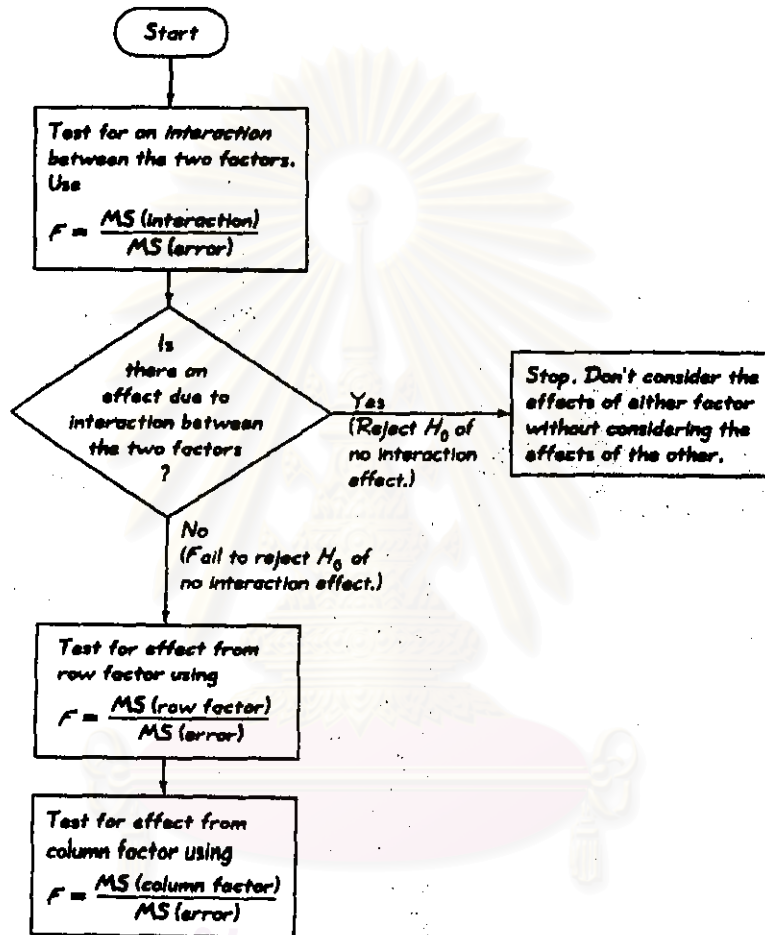 Start
Test for an interaction
between the two factors.
Use
F = MS (interaction) / MS (error)
Is
there an
effect due to
interaction between
the two factors
?
Yes
(Reject H₀ of
no interaction
effect.)
Stop. Don't consider the
effects of either factor
without considering the
effects of the other.
No
(Fail to reject H₀ of
no interaction effect.)
Test for effect from
row factor using
F = MS (row factor) / MS (error)
Test for effect from
column factor using
F = MS (column factor) / MS (error)